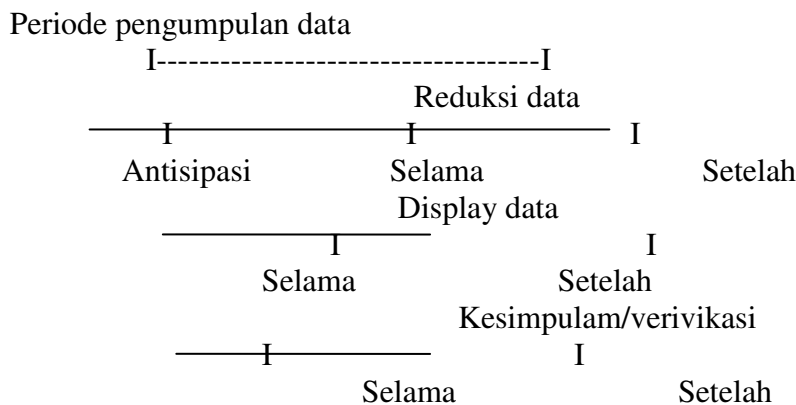 Periode pengumpulan data
I-----------------------------------I
Reduksi data
I I I
Antisipasi Selama Setelah
Display data
I I
Selama Setelah
Kesimpulam/verivikasi
I I
Selama Setelah